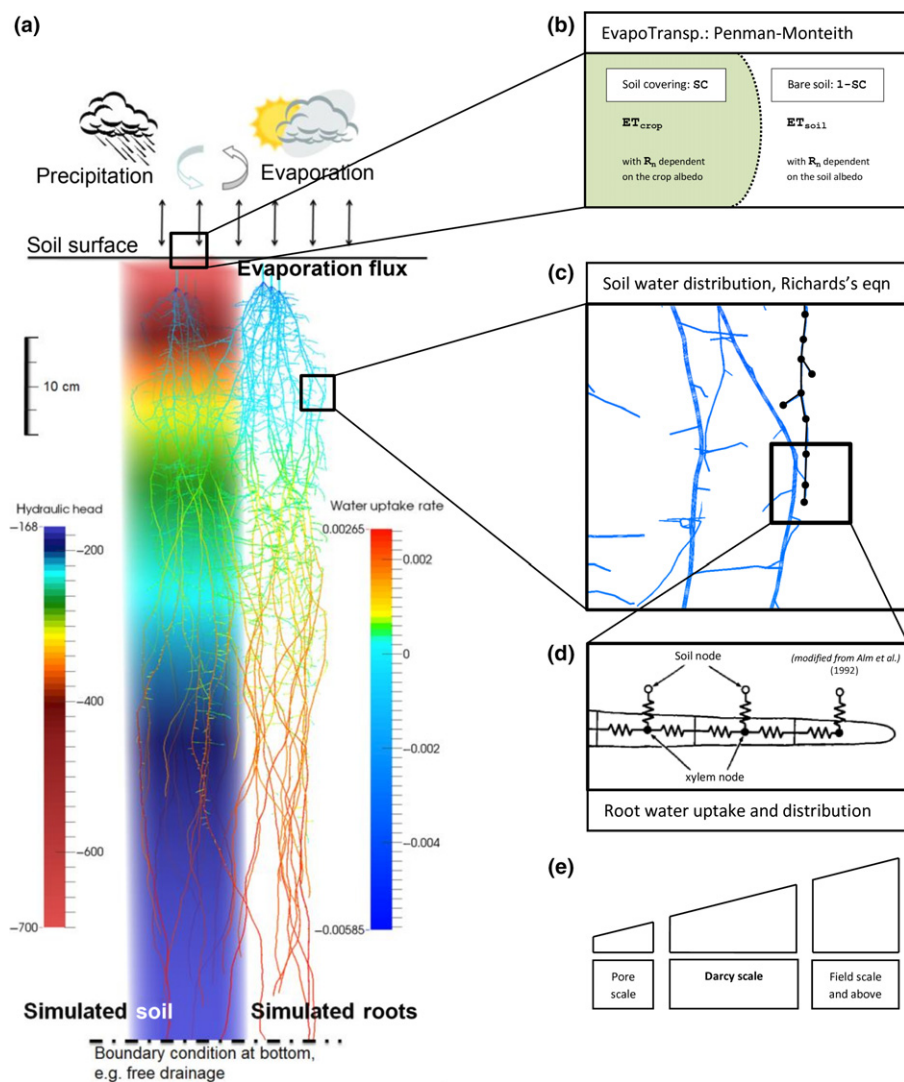 (a)
Precipitation
Evaporation
Soil surface
Evaporation flux
10 cm
Hydraulic head
−168
−200
−400
−600
−700
Water uptake rate
0.00265
0.002
0
−0.002
−0.004
−0.00585
Simulated soil
Simulated roots
Boundary condition at bottom,
e.g. free drainage
(b)
EvapoTransp.: Penman-Monteith
Soil covering: SC
Bare soil: 1-SC
ETcrop
ETsoil
with Rn dependent
on the crop albedo
with Rn dependent
on the soil albedo
(c)
Soil water distribution, Richards's eqn
(d)
Soil node
(modified from Alm et al.)
(1992)
xylem node
Root water uptake and distribution
(e)
Pore
scale
Darcy scale
Field scale
and above